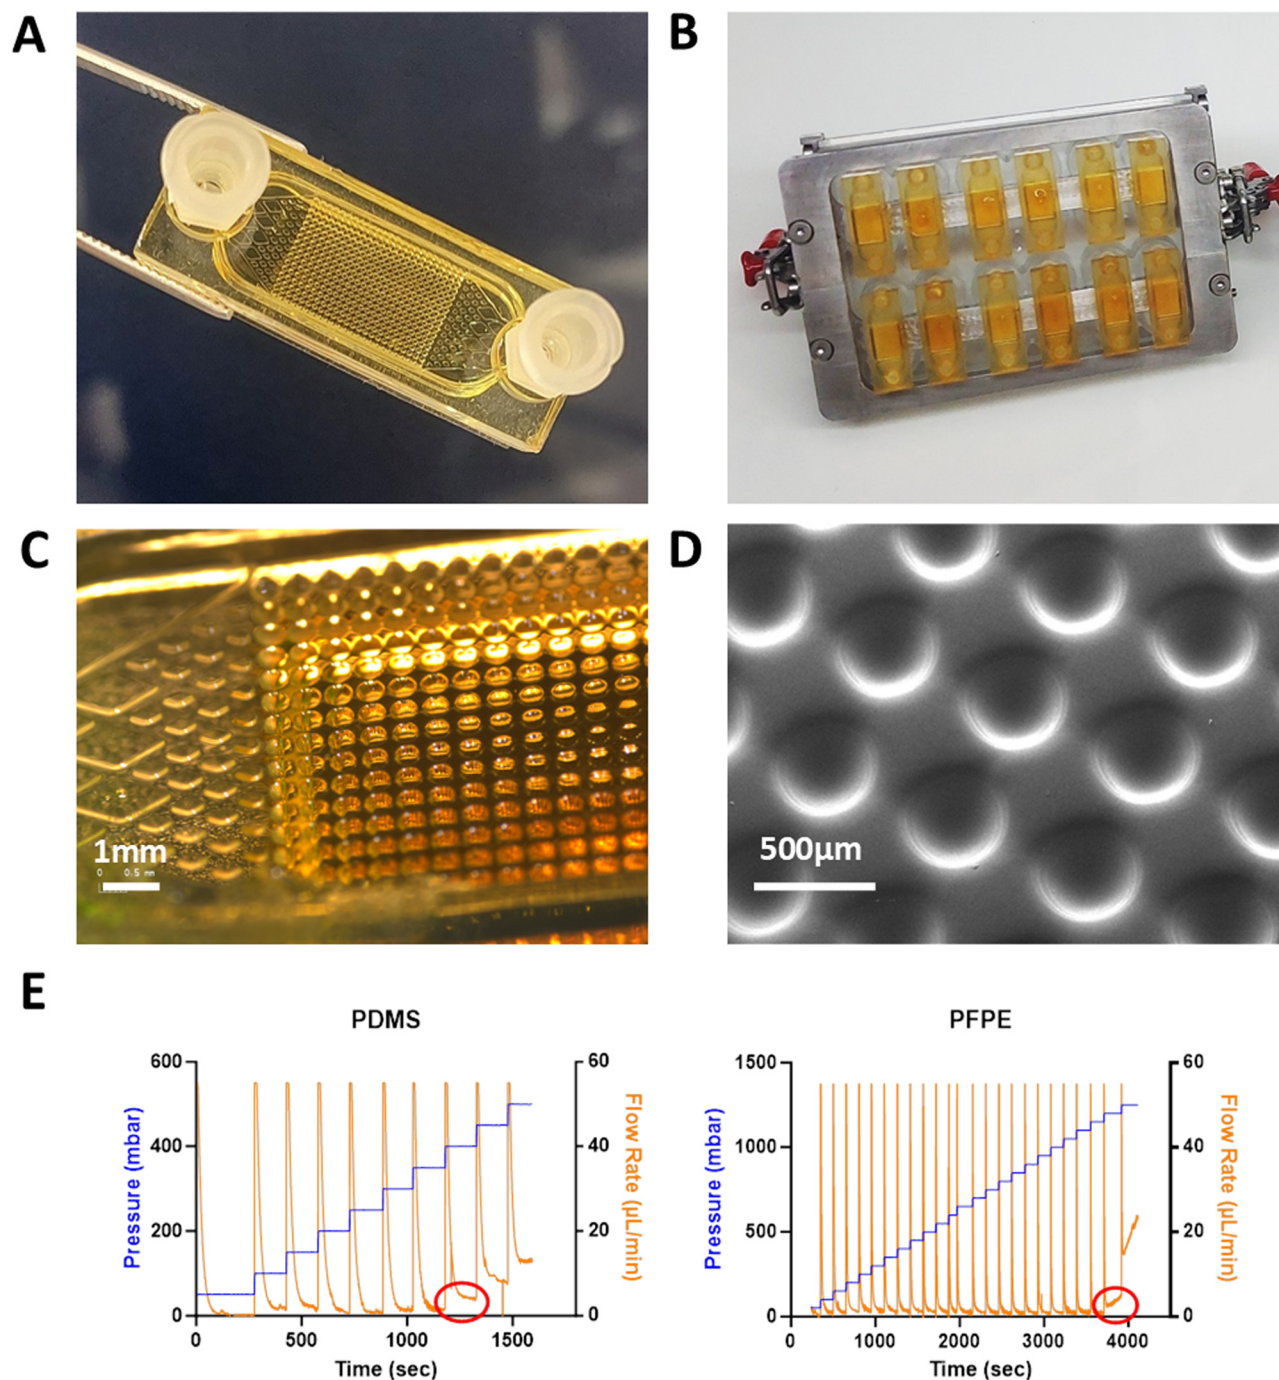 A
B
C
1mm
0 0.5 mm
D
500µm
E
PDMS
600
400
200
0
Pressure (mbar)
60
40
20
0
Flow Rate (µL/min)
0
500
1000
1500
Time (sec)
PFPE
1500
1000
500
0
Pressure (mbar)
60
40
20
0
Flow Rate (µL/min)
0
1000
2000
3000
4000
Time (sec)